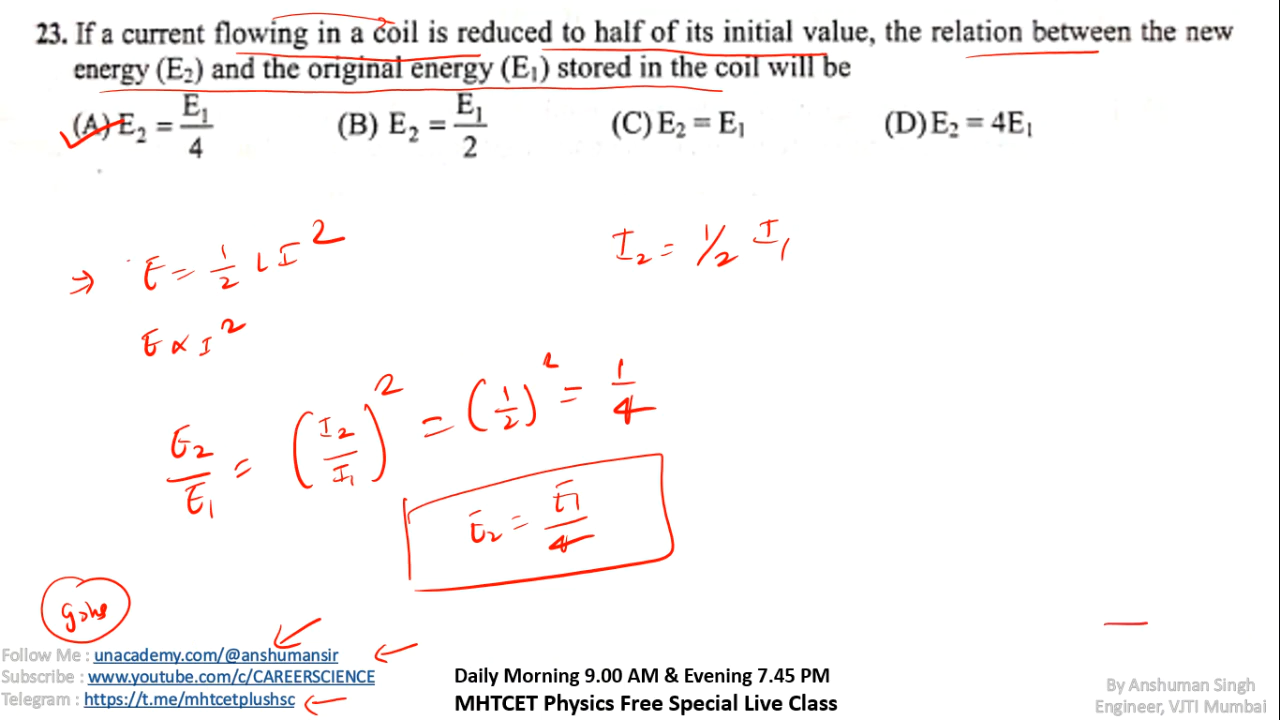 23. If a current flowing in a coil is reduced to half of its initial value, the relation between the new
energy (E₂) and the original energy (E₁) stored in the coil will be
(A) E₂ = E₁/4 (B) E₂ = E₁/2 (C) E₂ = E₁ (D) E₂ = 4E₁
⇒ E = 1/2 L I² I₂ = 1/2 I₁
E ∝ I²
E₂/E₁ = (I₂/I₁)² = (1/2)² = 1/4
E₂ = E₁/4
Follow Me : unacademy.com/@anshumansir
Subscribe : www.youtube.com/c/CAREERSCIENCE
Telegram : https://t.me/mhtcetplushsc
Daily Morning 9.00 AM & Evening 7.45 PM
MHTCET Physics Free Special Live Class
By Anshuman Singh
Engineer, VJTI Mumbai